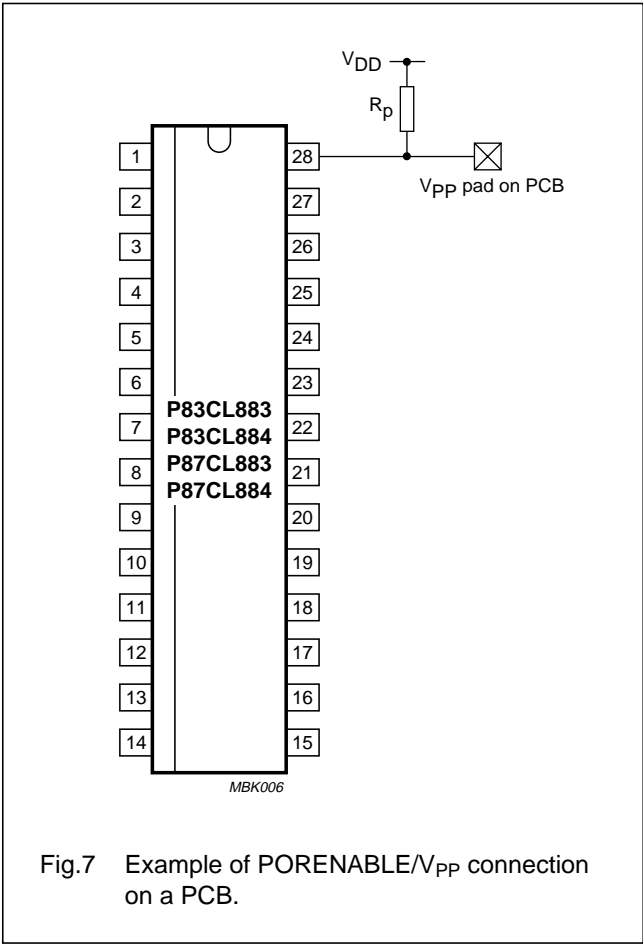 VDD
Rp
VPP pad on PCB
1
2
3
4
5
6
7
8
9
10
11
12
13
14
28
27
26
25
24
23
22
21
20
19
18
17
16
15
P83CL883
P83CL884
P87CL883
P87CL884
MBK006
Fig.7 Example of PORENABLE/VPP connection
on a PCB.